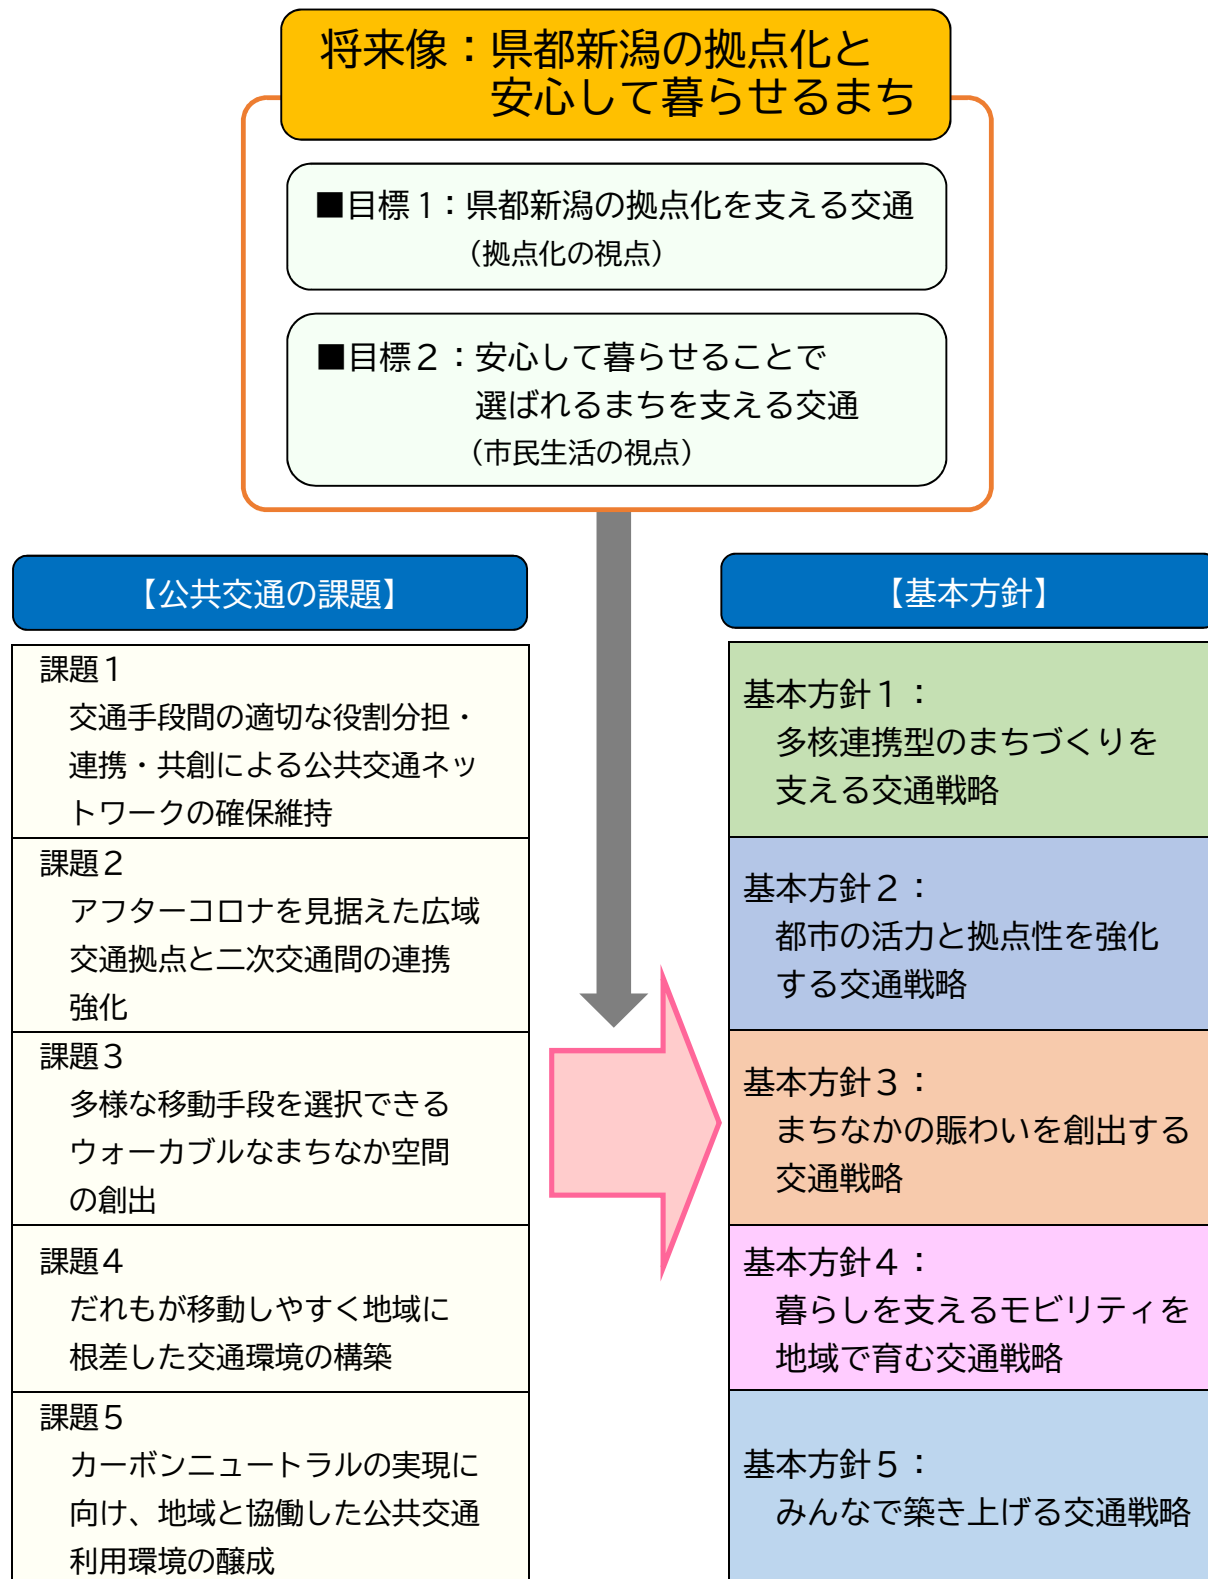 将来像：県都新潟の拠点化と
安心して暮らせるまち
■目標1：県都新潟の拠点化を支える交通
（拠点化の視点）
■目標２：安心して暮らせることで
選ばれるまちを支える交通
（市民生活の視点）
【公共交通の課題】
課題１
交通手段間の適切な役割分担・
連携・共創による公共交通ネッ
トワークの確保維持
課題２
アフターコロナを見据えた広域
交通拠点と二次交通間の連携
強化
課題３
多様な移動手段を選択できる
ウォーカブルなまちなか空間
の創出
課題４
だれもが移動しやすく地域に
根差した交通環境の構築
課題５
カーボンニュートラルの実現に
向け、地域と協働した公共交通
利用環境の醸成
【基本方針】
基本方針１：
多核連携型のまちづくりを
支える交通戦略
基本方針２：
都市の活力と拠点性を強化
する交通戦略
基本方針３：
まちなかの賑わいを創出する
交通戦略
基本方針４：
暮らしを支えるモビリティを
地域で育む交通戦略
基本方針５：
みんなで築き上げる交通戦略